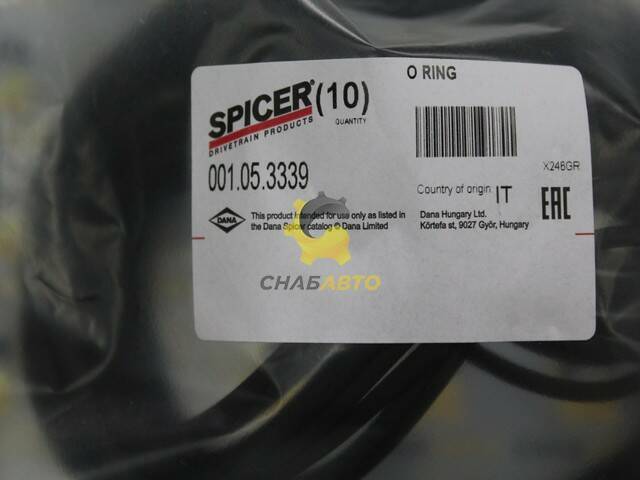 O RING
SPICER® (10)
DRIVETRAIN PRODUCTS
QUANTITY
X246GR
001.05.3339
Country of origin: IT
EAC
DANA
This product intended for use only as listed in
the Dana Spicer catalog © Dana Limited
Dana Hungary Ltd.
Körtefa st, 9027 Győr, Hungary
СНАБАВТО